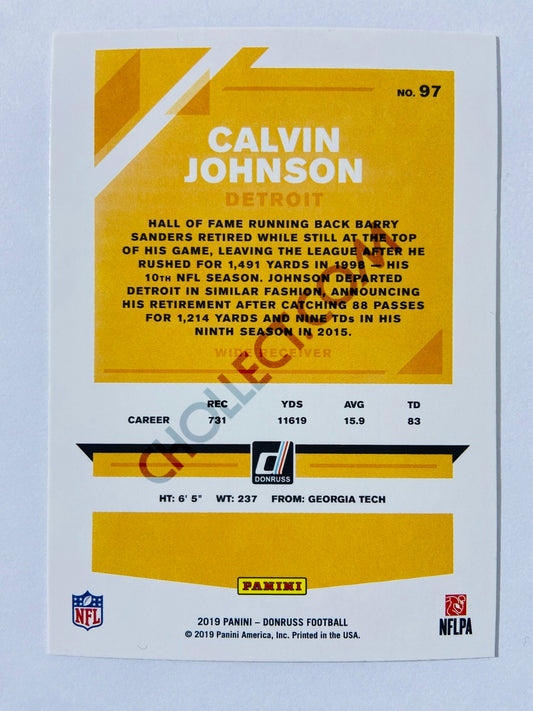 NO. 97
CALVIN
JOHNSON
DETROIT
HALL OF FAME RUNNING BACK BARRY
SANDERS RETIRED WHILE STILL AT THE TOP
OF HIS GAME, LEAVING THE LEAGUE AFTER HE
RUSHED FOR 1,491 YARDS IN 1998 – HIS
10TH NFL SEASON. JOHNSON DEPARTED
DETROIT IN SIMILAR FASHION, ANNOUNCING
HIS RETIREMENT AFTER CATCHING 88 PASSES
FOR 1,214 YARDS AND NINE TDs IN HIS
NINTH SEASON IN 2015.
WIDE RECEIVER
CHOLLECT.COM
REC YDS AVG TD
CAREER 731 11619 15.9 83
d
DONRUSS
HT: 6' 5" WT: 237 FROM: GEORGIA TECH
PANINI
NFL
2019 PANINI – DONRUSS FOOTBALL
© 2019 Panini America, Inc. Printed in the USA.
NFLPA